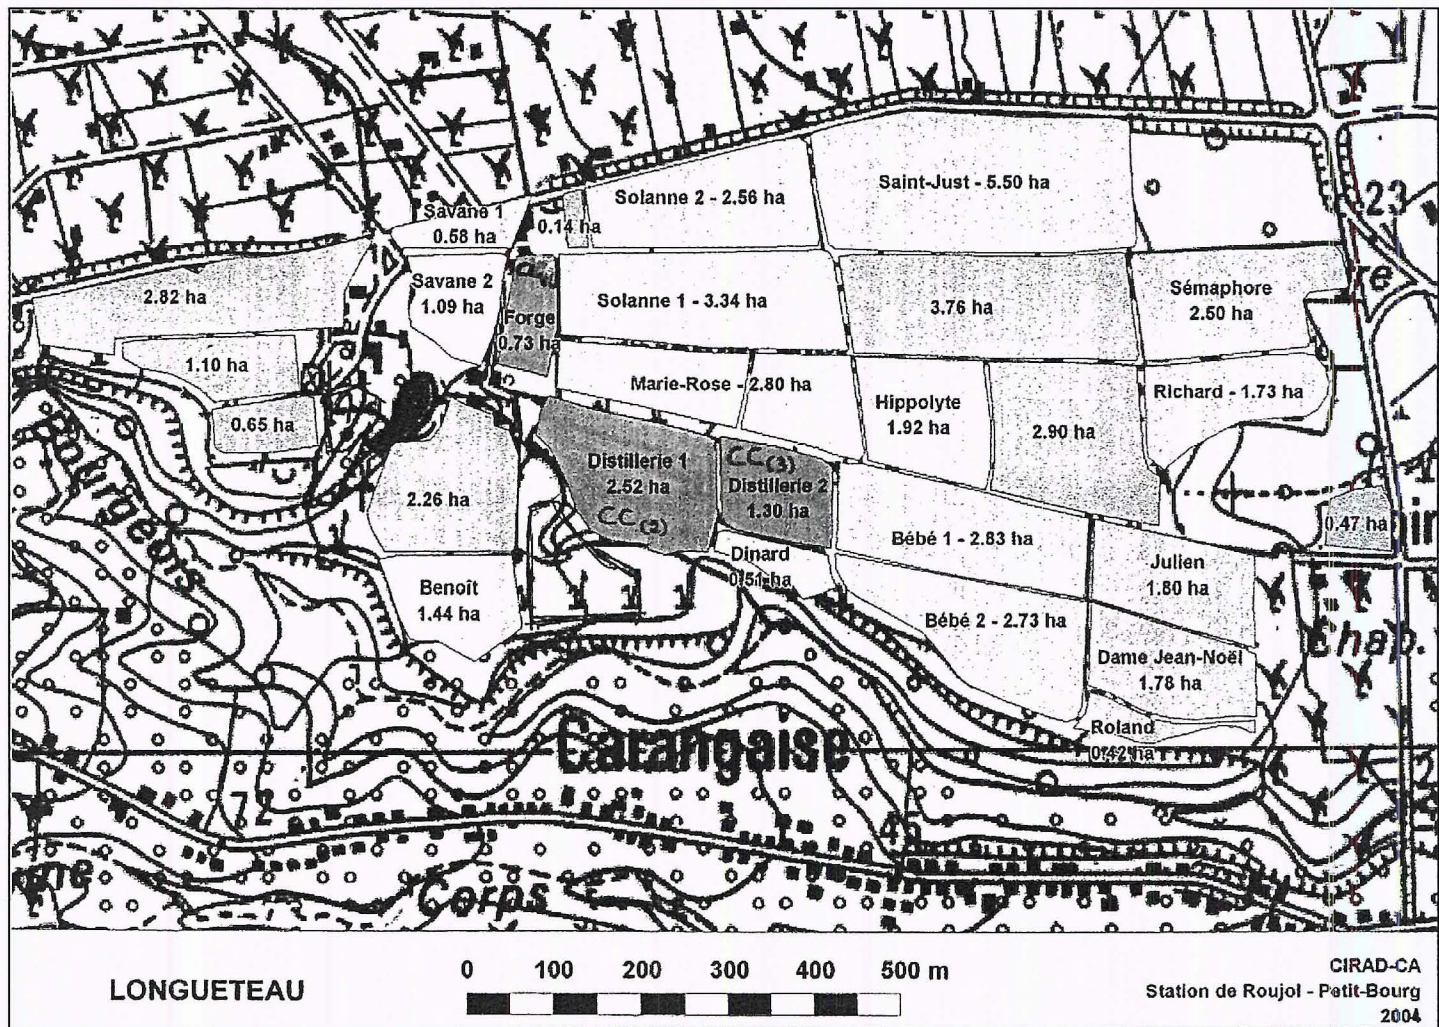 Saint-Just - 5.50 ha
Solanne 2 - 2.56 ha
23
Savane 1
0.58 ha
0.14 ha
Savane 2
1.09 ha
2.82 ha
Forge
0.73 ha
Solanne 1 - 3.34 ha
3.76 ha
Sémaphore
2.50 ha
re
1.10 ha
Marie-Rose - 2.80 ha
Hippolyte
1.92 ha
Richard - 1.73 ha
0.65 ha
2.90 ha
Distillerie 1
2.52 ha
CC (2)
CC (3)
Distillerie 2
1.30 ha
2.26 ha
0.47 ha
Bébé 1 - 2.83 ha
Dinard
0.51 ha
Julien
1.80 ha
Benoît
1.44 ha
Bébé 2 - 2.73 ha
Chap.
Dame Jean-Noël
1.78 ha
Roland
0.42 ha
Carangaise
72
45
Corps
LONGUETEAU
0 100 200 300 400 500 m
CIRAD-CA
Station de Roujol - Petit-Bourg
2004